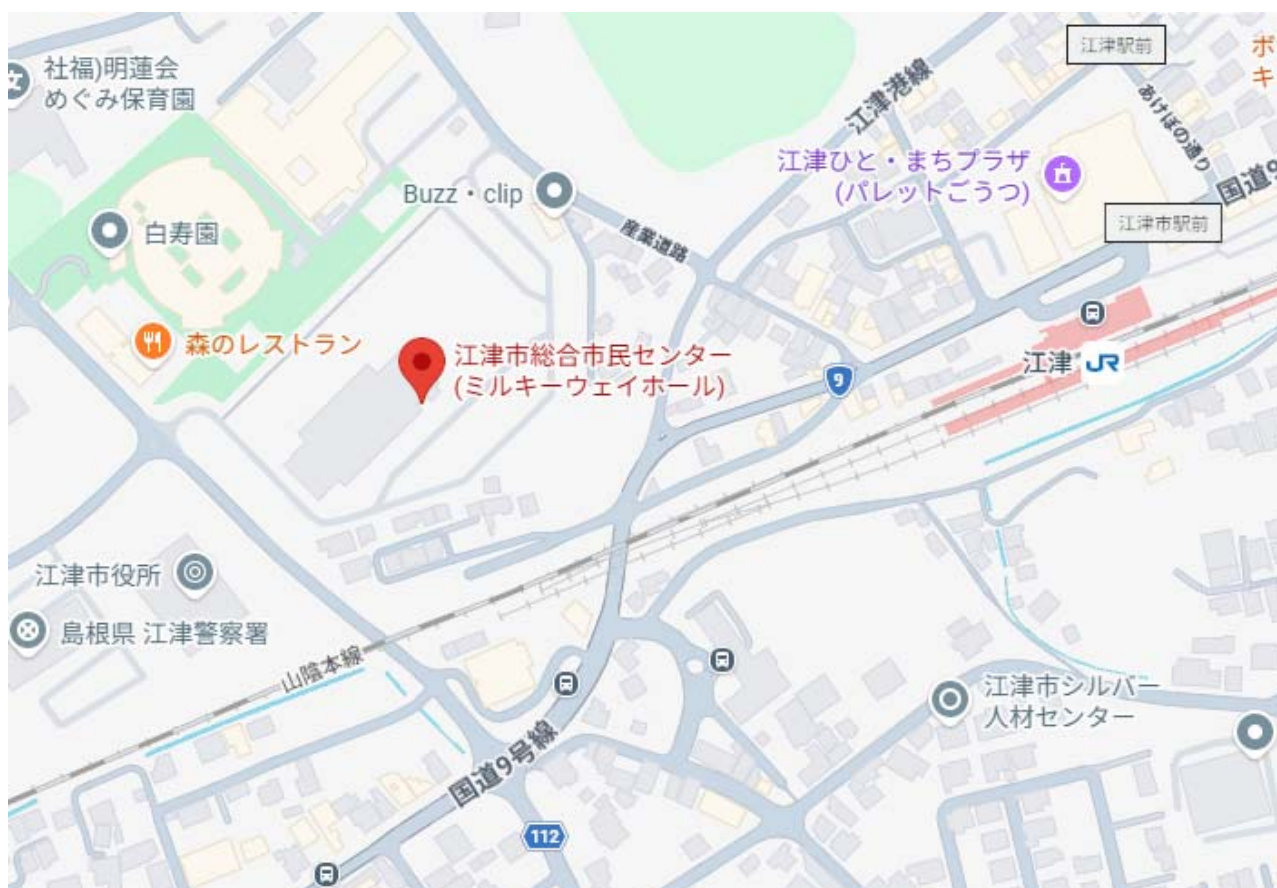 社福)明蓮会
めぐみ保育園
江津駅前
ボ
キ
江津港線
あけぼの通り
江津ひと・まちプラザ
(パレットごうつ)
国道9
Buzz・clip
白寿園
産業道路
江津市駅前
森のレストラン
江津市総合市民センター
(ミルキーウェイホール)
9
江津 JR
江津市役所
島根県 江津警察署
山陰本線
江津市シルバー
人材センター
国道9号線
112